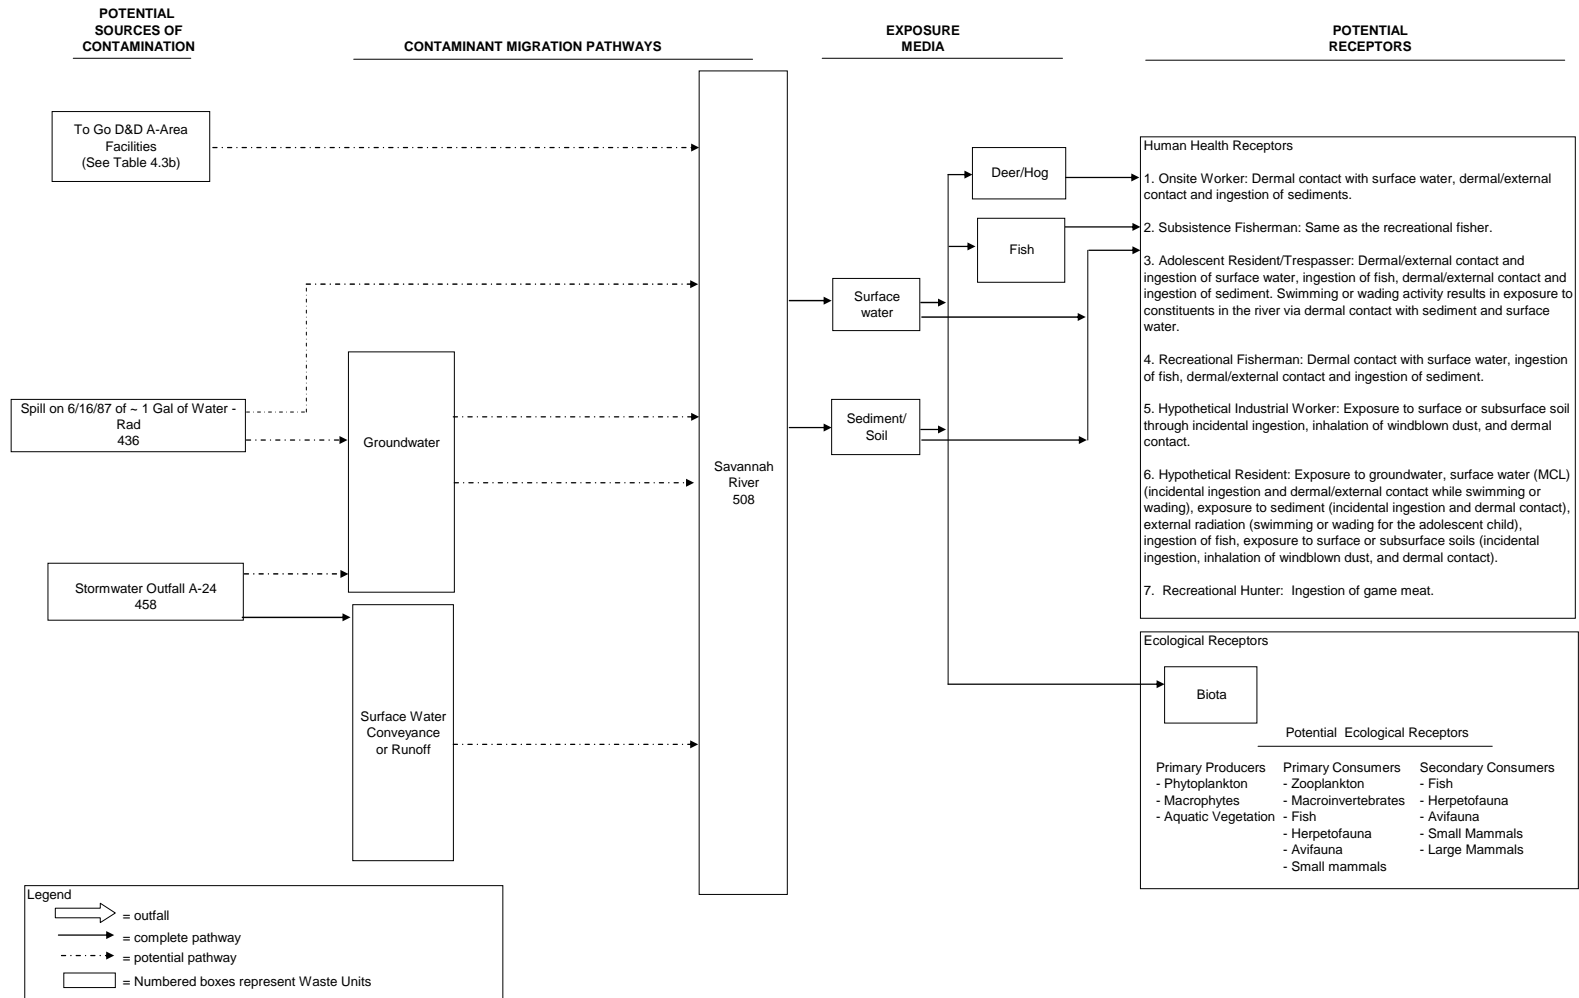 POTENTIAL
SOURCES OF
CONTAMINATION
CONTAMINANT MIGRATION PATHWAYS
EXPOSURE
MEDIA
POTENTIAL
RECEPTORS
To Go D&D A-Area
Facilities
(See Table 4.3b)
Spill on 6/16/87 of ~ 1 Gal of Water -
Rad
436
Stormwater Outfall A-24
458
Groundwater
Surface Water
Conveyance
or Runoff
Savannah
River
508
Surface
water
Sediment/
Soil
Deer/Hog
Fish
Human Health Receptors
1. Onsite Worker: Dermal contact with surface water, dermal/external
contact and ingestion of sediments.
2. Subsistence Fisherman: Same as the recreational fisher.
3. Adolescent Resident/Trespasser: Dermal/external contact and
ingestion of surface water, ingestion of fish, dermal/external contact and
ingestion of sediment. Swimming or wading activity results in exposure to
constituents in the river via dermal contact with sediment and surface
water.
4. Recreational Fisherman: Dermal contact with surface water, ingestion
of fish, dermal/external contact and ingestion of sediment.
5. Hypothetical Industrial Worker: Exposure to surface or subsurface soil
through incidental ingestion, inhalation of windblown dust, and dermal
contact.
6. Hypothetical Resident: Exposure to groundwater, surface water (MCL)
(incidental ingestion and dermal/external contact while swimming or
wading), exposure to sediment (incidental ingestion and dermal contact),
external radiation (swimming or wading for the adolescent child),
ingestion of fish, exposure to surface or subsurface soils (incidental
ingestion, inhalation of windblown dust, and dermal contact).
7. Recreational Hunter: Ingestion of game meat.
Ecological Receptors
Biota
Potential Ecological Receptors
Primary Producers
- Phytoplankton
- Macrophytes
- Aquatic Vegetation
Primary Consumers
- Zooplankton
- Macroinvertebrates
- Fish
- Herpetofauna
- Avifauna
- Small mammals
Secondary Consumers
- Fish
- Herpetofauna
- Avifauna
- Small Mammals
- Large Mammals
Legend
= outfall
= complete pathway
= potential pathway
= Numbered boxes represent Waste Units